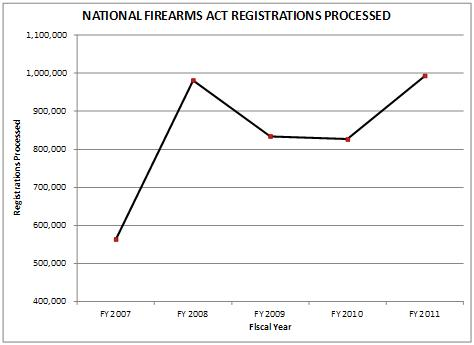 NATIONAL FIREARMS ACT REGISTRATIONS PROCESSED
1,100,000
1,000,000
900,000
800,000
700,000
600,000
500,000
400,000
Registrations Processed
FY 2007 FY 2008 FY 2009 FY 2010 FY 2011
Fiscal Year